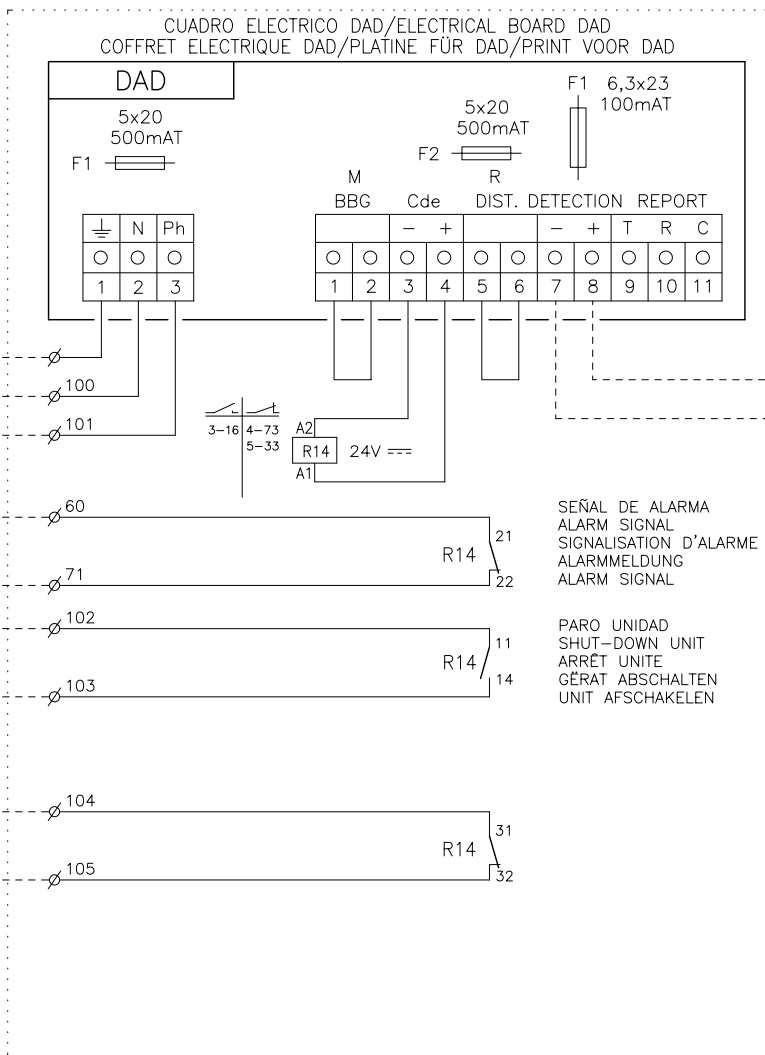 CUADRO ELECTRICO DAD/ELECTRICAL BOARD DAD
COFFRET ELECTRIQUE DAD/PLATINE FÜR DAD/PRINT VOOR DAD
DAD
5x20
500mAT
F1
5x20
500mAT
F2
F1 6,3x23
100mAT
M R
BBG Cde DIST. DETECTION REPORT
N Ph
- + - + T R C
1 2 3
1 2 3 4 5 6 7 8 9 10 11
100
101
3-16 4-73
5-33
A2
R14 24V
A1
60
21
R14
22
71
SEÑAL DE ALARMA
ALARM SIGNAL
SIGNALISATION D'ALARME
ALARMMELDUNG
ALARM SIGNAL
102
11
R14
14
103
PARO UNIDAD
SHUT-DOWN UNIT
ARRÊT UNITE
GËRAT ABSCHALTEN
UNIT AFSCHAKELEN
104
31
R14
32
105